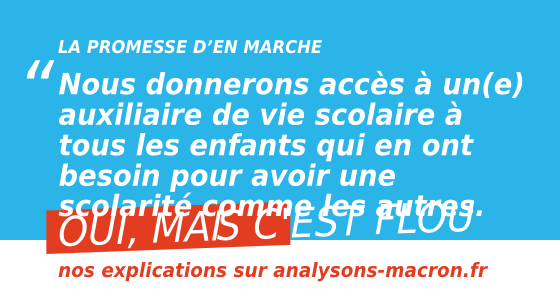 LA PROMESSE D’EN MARCHE
“ Nous donnerons accès à un(e)
auxiliaire de vie scolaire à
tous les enfants qui en ont
besoin pour avoir une
scolarité comme les autres.
OUI, MAIS C'EST FLOU
nos explications sur analysons-macron.fr